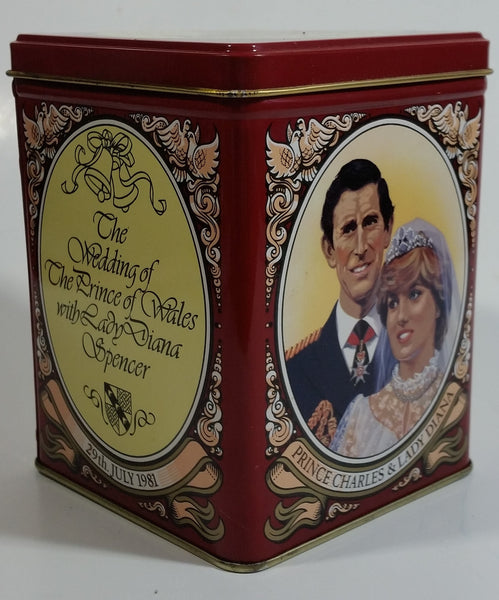 The
Wedding of
The Prince of Wales
with Lady Diana
Spencer
29th. JULY 1981
PRINCE CHARLES & LADY DIANA